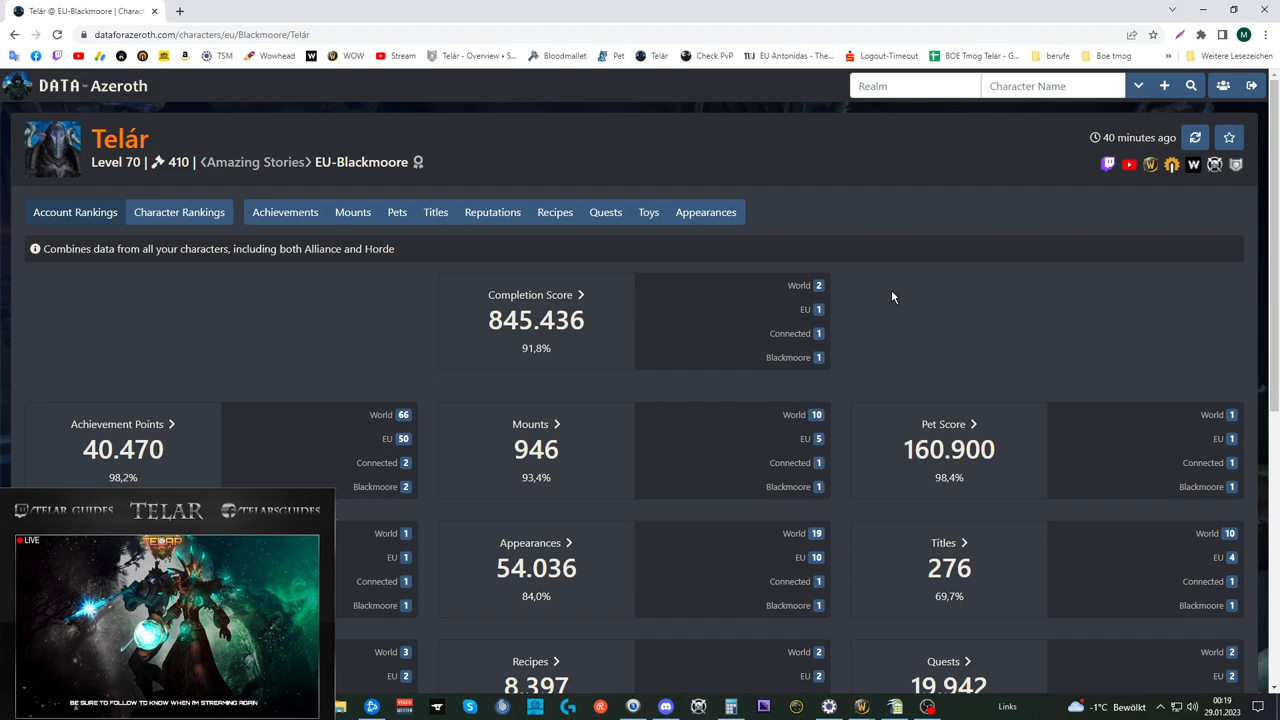 Telár @ EU-Blackmoore | Charac
dataforazeroth.com/characters/eu/Blackmoore/Telár
TSM
Wowhead
WOW
Stream
Telár - Overview • S...
Bloodmallet
Pet
Telár
Check PvP
EU Antonidas - The...
Logout-Timeout
BOE Tmog Telar - G...
berufe
Boe tmog
»
Weitere Lesezeichen
DATA for Azeroth
Realm
Character Name
Telár
40 minutes ago
Level 70 | 410 | <Amazing Stories> EU-Blackmoore
Account Rankings
Character Rankings
Achievements
Mounts
Pets
Titles
Reputations
Recipes
Quests
Toys
Appearances
Combines data from all your characters, including both Alliance and Horde
Completion Score
845.436
91,8%
World 2
EU 1
Connected 1
Blackmoore 1
Achievement Points
40.470
98,2%
World 66
EU 50
Connected 2
Blackmoore 2
Mounts
946
93,4%
World 10
EU 5
Connected 1
Blackmoore 1
Pet Score
160.900
98,4%
World 1
EU 1
Connected 1
Blackmoore 1
World 1
EU 1
Connected 1
Blackmoore 1
Appearances
54.036
84,0%
World 19
EU 10
Connected 1
Blackmoore 1
Titles
276
69,7%
World 10
EU 4
Connected 1
Blackmoore 1
World 3
EU 2
Recipes
8.397
World 2
EU 2
Quests
19.942
World 2
EU 2
/TELAR GUIDES
TELAR
/TELARSGUIDES
LIVE
TELAR
BE SURE TO FOLLOW TO KNOW WHEN I'M STREAMING AGAIN
Links
-1°C Bewölkt
00:19
29.01.2023